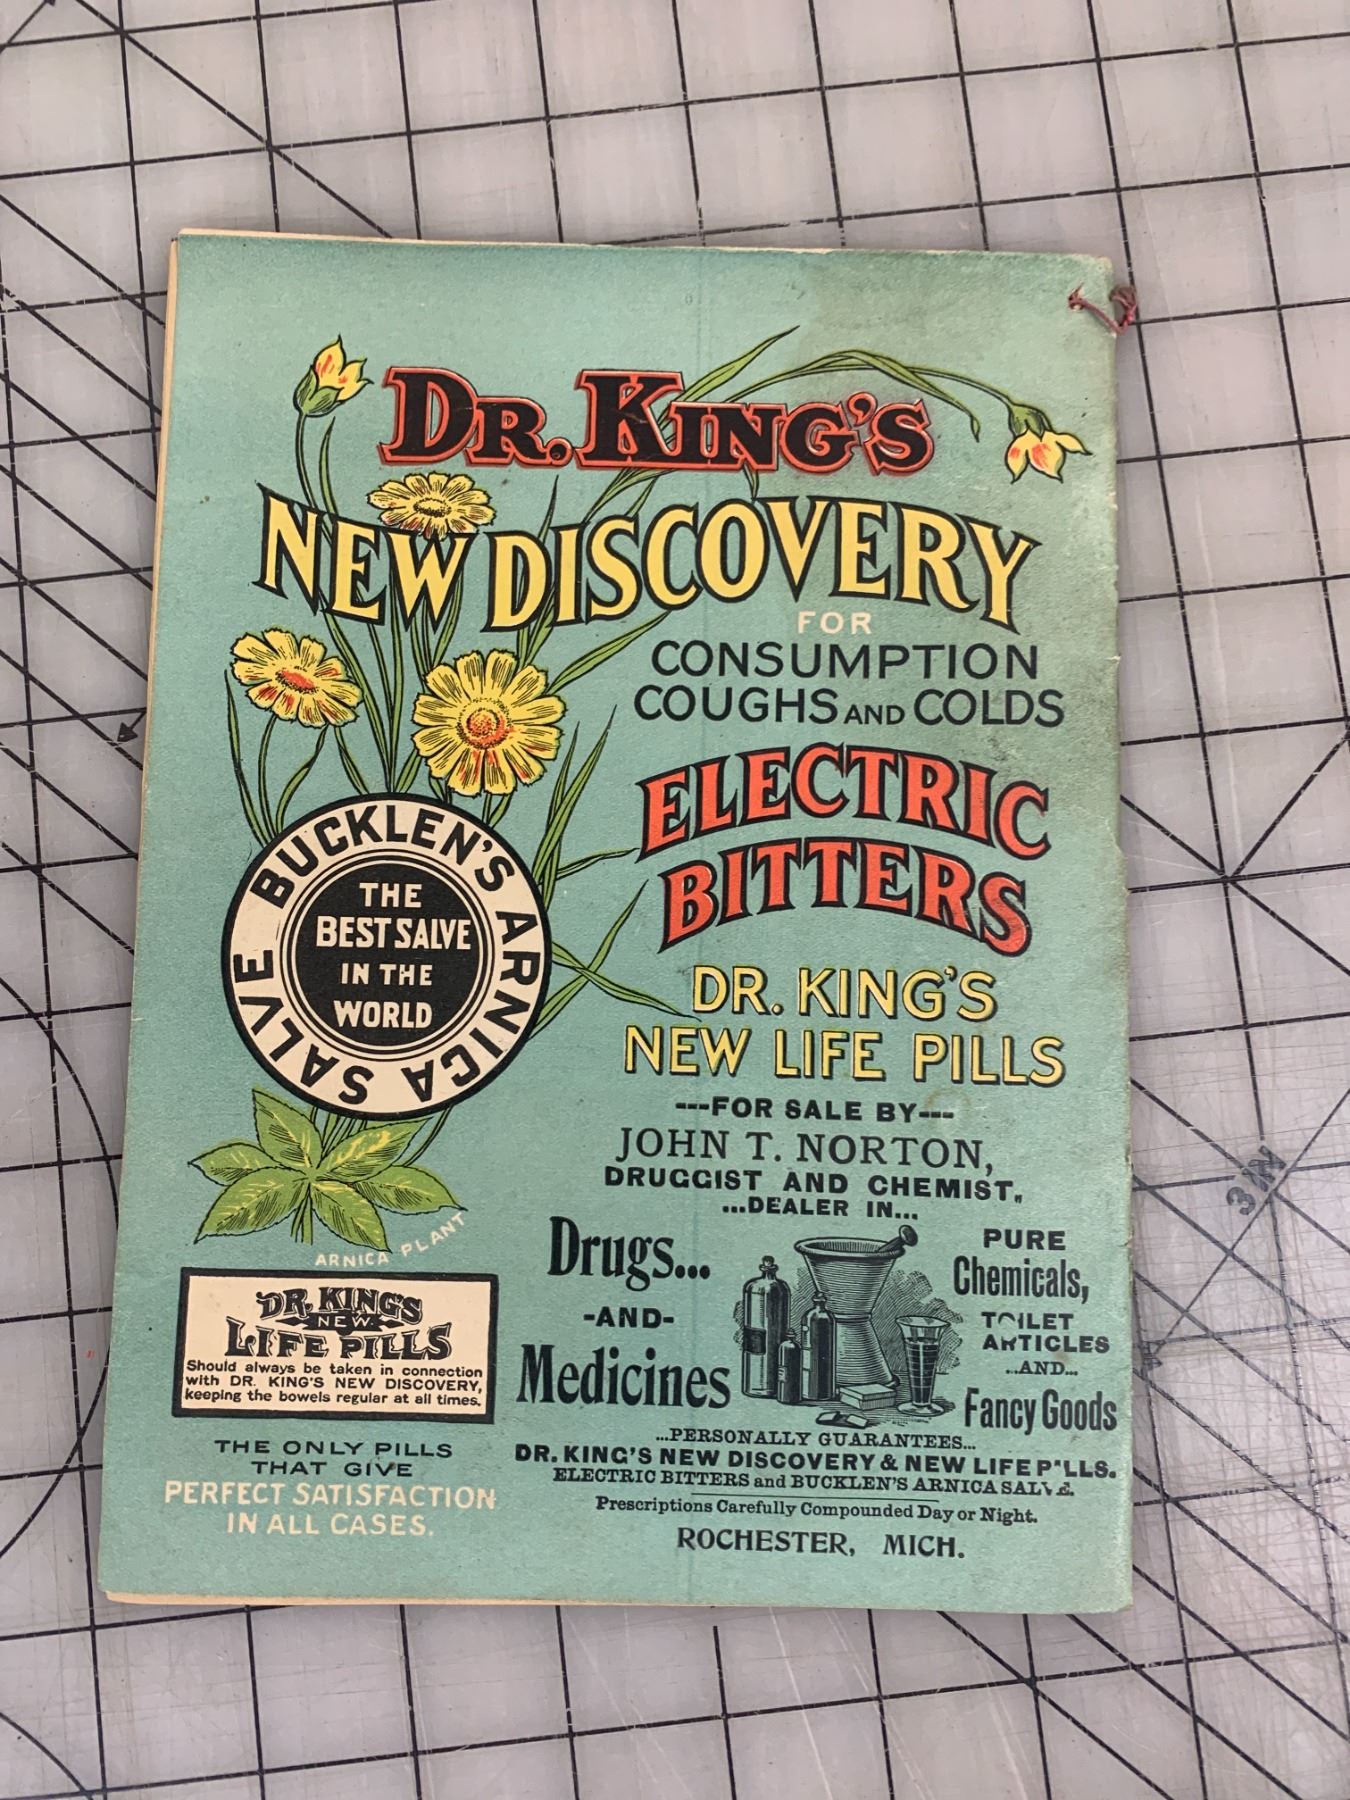 DR. KING'S
NEW DISCOVERY
FOR
CONSUMPTION
COUGHS AND COLDS
ELECTRIC
BITTERS
BUCKLEN'S ARNICA SALVE
THE
BEST SALVE
IN THE
WORLD
DR. KING'S
NEW LIFE PILLS
---FOR SALE BY---
JOHN T. NORTON,
DRUGGIST AND CHEMIST,
...DEALER IN...
Drugs...
-AND-
Medicines
PURE
Chemicals,
TOILET
ARTICLES
...AND...
Fancy Goods
...PERSONALLY GUARANTEES...
DR. KING'S NEW DISCOVERY & NEW LIFE PILLS.
ELECTRIC BITTERS and BUCKLEN'S ARNICA SALVE.
Prescriptions Carefully Compounded Day or Night.
ROCHESTER, MICH.
ARNICA PLANT
DR. KING'S
NEW
LIFE PILLS
Should always be taken in connection
with DR. KING'S NEW DISCOVERY,
keeping the bowels regular at all times.
THE ONLY PILLS
THAT GIVE
PERFECT SATISFACTION
IN ALL CASES.
3 IN